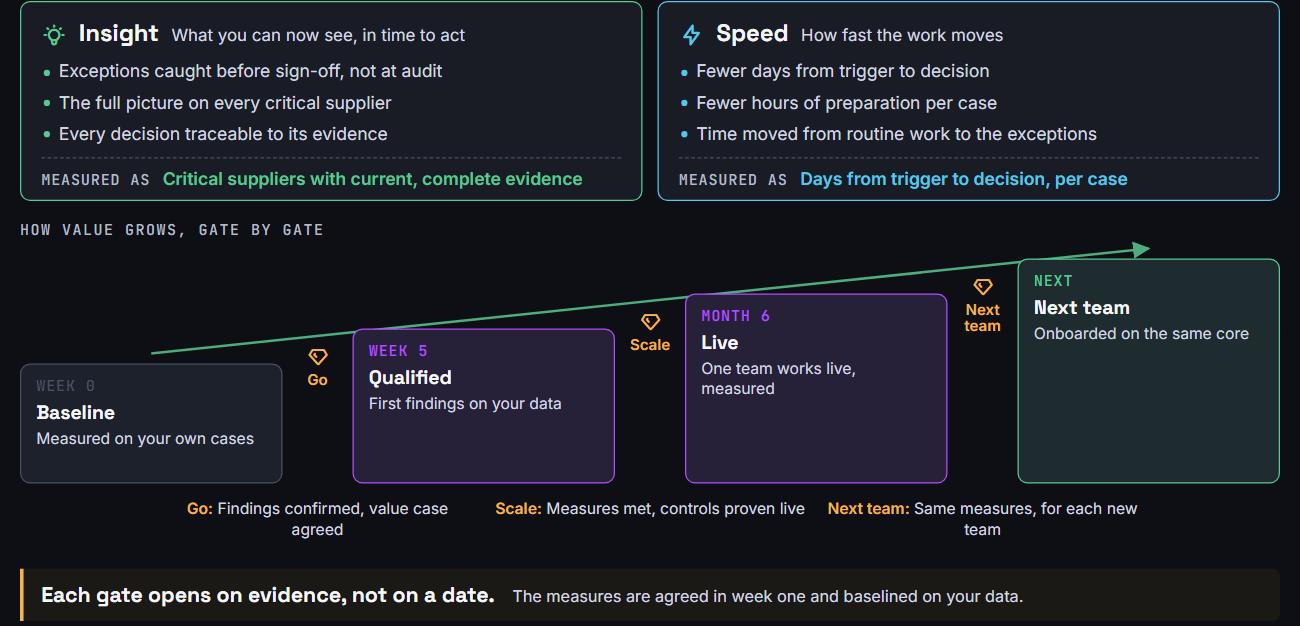 Insight What you can now see, in time to act
Exceptions caught before sign-off, not at audit
The full picture on every critical supplier
Every decision traceable to its evidence
MEASURED AS Critical suppliers with current, complete evidence
Speed How fast the work moves
Fewer days from trigger to decision
Fewer hours of preparation per case
Time moved from routine work to the exceptions
MEASURED AS Days from trigger to decision, per case
HOW VALUE GROWS, GATE BY GATE
WEEK 0
Baseline
Measured on your own cases
Go
WEEK 5
Qualified
First findings on your data
Scale
MONTH 6
Live
One team works live,
measured
Next
team
NEXT
Next team
Onboarded on the same core
Go: Findings confirmed, value case
agreed
Scale: Measures met, controls proven live
Next team: Same measures, for each new
team
Each gate opens on evidence, not on a date. The measures are agreed in week one and baselined on your data.